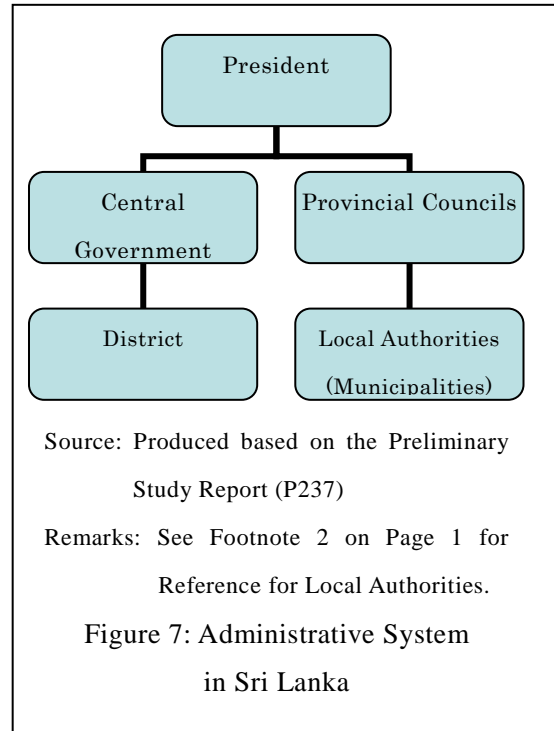 President
Central
Government
Provincial Councils
District
Local Authorities
(Municipalities)
Source: Produced based on the Preliminary
Study Report (P237)
Remarks: See Footnote 2 on Page 1 for
Reference for Local Authorities.
Figure 7: Administrative System
in Sri Lanka